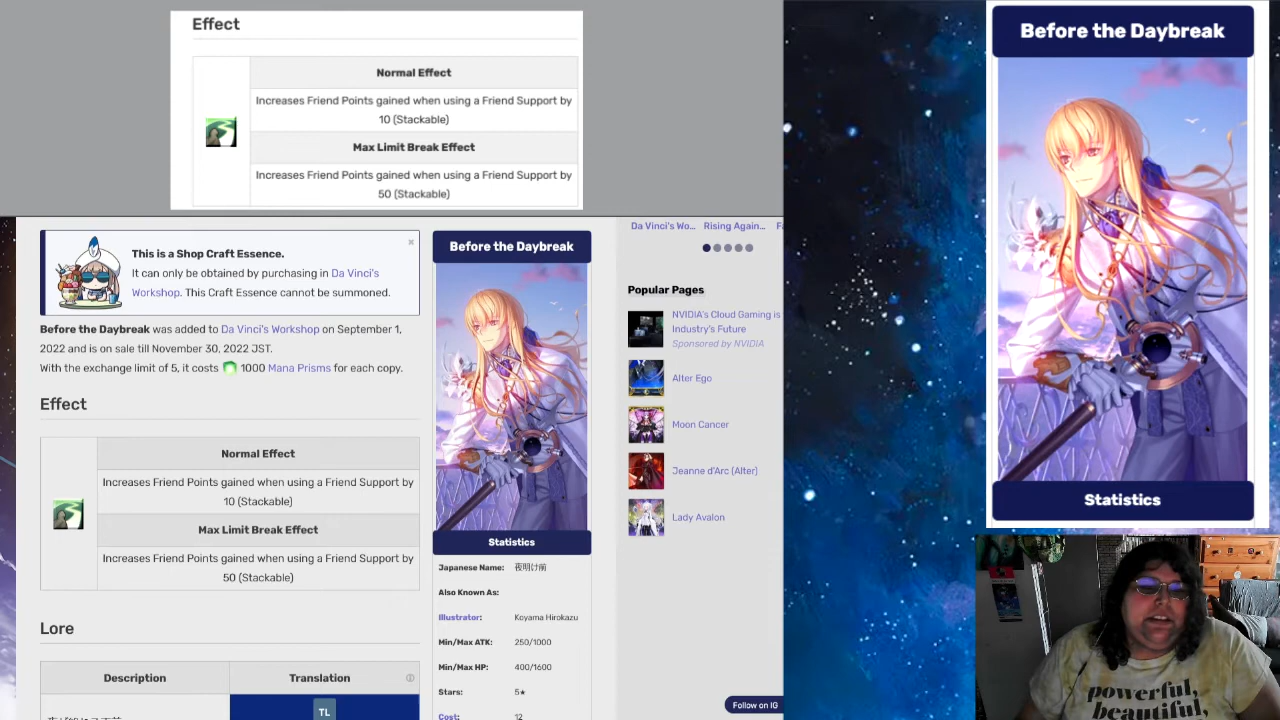 Effect
Normal Effect
Increases Friend Points gained when using a Friend Support by
10 (Stackable)
Max Limit Break Effect
Increases Friend Points gained when using a Friend Support by
50 (Stackable)
This is a Shop Craft Essence.
It can only be obtained by purchasing in Da Vinci's
Workshop. This Craft Essence cannot be summoned.
Before the Daybreak was added to Da Vinci's Workshop on September 1,
2022 and is on sale till November 30, 2022 JST.
With the exchange limit of 5, it costs 1000 Mana Prisms for each copy.
Effect
Normal Effect
Increases Friend Points gained when using a Friend Support by
10 (Stackable)
Max Limit Break Effect
Increases Friend Points gained when using a Friend Support by
50 (Stackable)
Lore
Description Translation
TL
Before the Daybreak
Statistics
Japanese Name: 夜明け前
Also Known As:
Illustrator: Koyama Hirokazu
Min/Max ATK: 250/1000
Min/Max HP: 400/1600
Stars: 5★
Cost: 12
Da Vinci's Wo... Rising Again...
Popular Pages
NVIDIA's Cloud Gaming is
Industry's Future
Sponsored by NVIDIA
Alter Ego
Moon Cancer
Jeanne d'Arc (Alter)
Lady Avalon
Follow on IG
Before the Daybreak
Statistics
powerful,
beautiful,